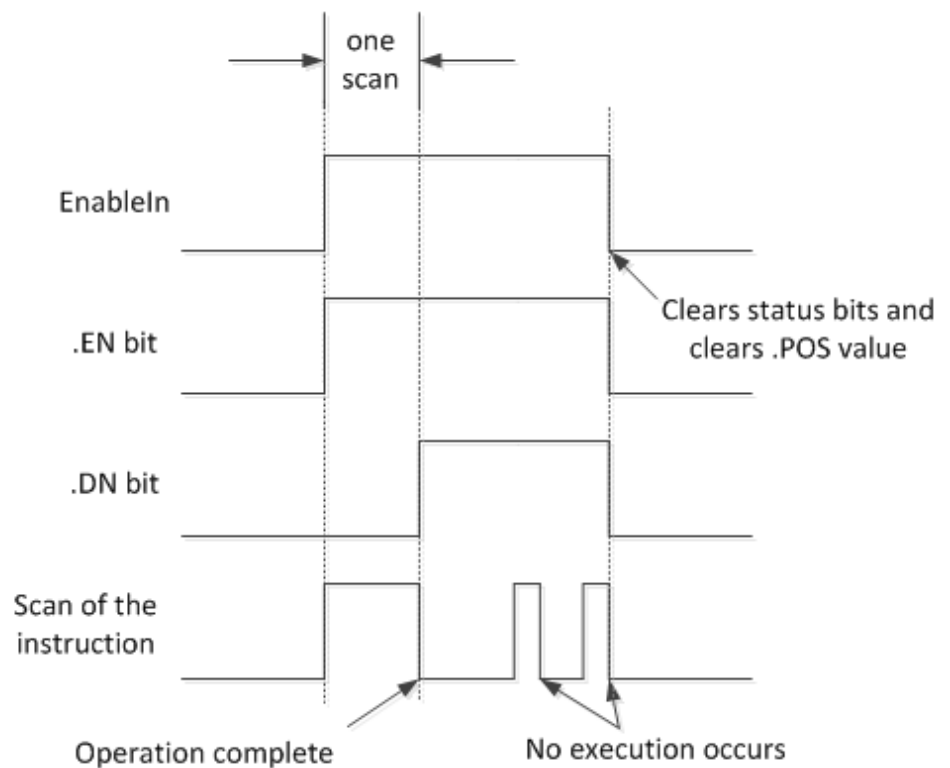 one
scan
EnableIn
Clears status bits and
clears .POS value
.EN bit
.DN bit
Scan of the
instruction
Operation complete
No execution occurs